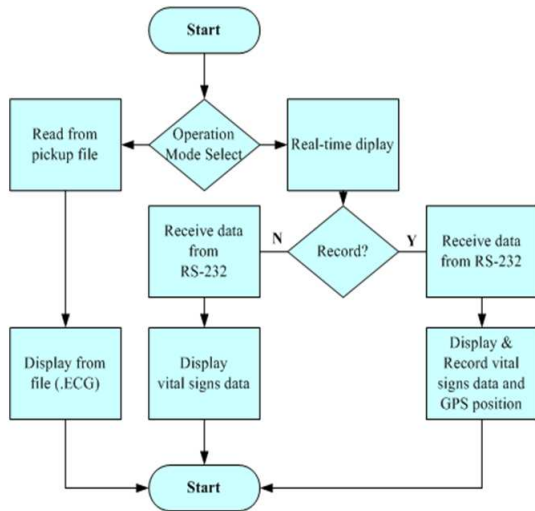 Start
Read from
pickup file
Operation
Mode Select
Real-time diplay
Receive data
from
RS-232
N
Record?
Y
Receive data
from RS-232
Display from
file (.ECG)
Display
vital signs data
Display &
Record vital
signs data and
GPS position
Start